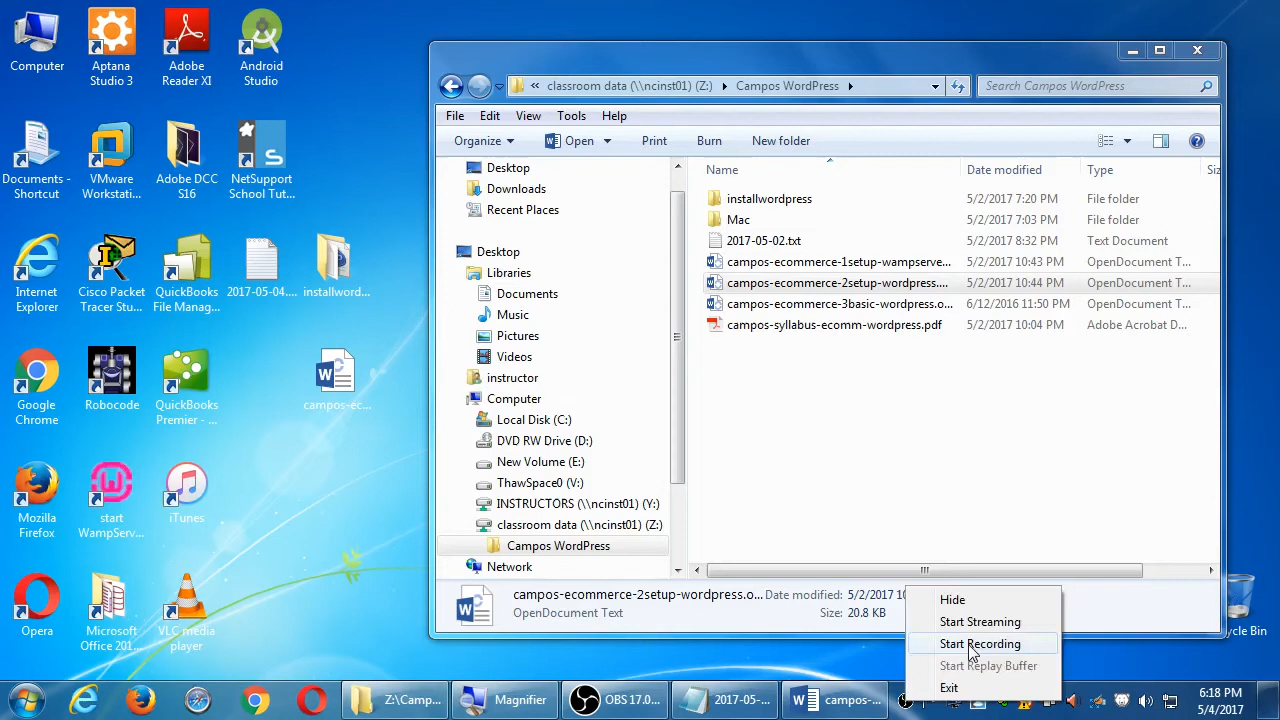 Computer
Aptana
Studio 3
Adobe
Reader XI
Android
Studio
Documents -
Shortcut
VMware
Workstati...
Adobe DCC
S16
NetSupport
School Tut...
Internet
Explorer
Cisco Packet
Tracer Stu...
QuickBooks
File Manag...
2017-05-04....
installword...
Google
Chrome
Robocode
QuickBooks
Premier - ...
campos-ec...
Mozilla
Firefox
start
WampServ...
iTunes
Opera
Microsoft
Office 201...
VLC media
player
« classroom data (\\ncinst01) (Z:) Campos WordPress
Search Campos WordPress
File Edit View Tools Help
Organize Open Print Burn New folder
Desktop
Downloads
Recent Places
Desktop
Libraries
Documents
Music
Pictures
Videos
instructor
Computer
Local Disk (C:)
DVD RW Drive (D:)
New Volume (E:)
ThawSpace0 (V:)
INSTRUCTORS (\\ncinst01) (Y:)
classroom data (\\ncinst01) (Z:)
Campos WordPress
Network
Name Date modified Type Siz
installwordpress 5/2/2017 7:20 PM File folder
Mac 5/2/2017 7:03 PM File folder
2017-05-02.txt 5/2/2017 8:32 PM Text Document
campos-ecommerce-1setup-wampserve... 5/2/2017 10:43 PM OpenDocument T...
campos-ecommerce-2setup-wordpress.... 5/2/2017 10:44 PM OpenDocument T...
campos-ecommerce-3basic-wordpress.o... 6/12/2016 11:50 PM OpenDocument T...
campos-syllabus-ecomm-wordpress.pdf 5/2/2017 10:04 PM Adobe Acrobat D...
campos-ecommerce-2setup-wordpress.o... Date modified: 5/2/2017 10
OpenDocument Text Size: 20.8 KB
Hide
Start Streaming
Start Recording
Start Replay Buffer
Exit
cycle Bin
Z:\Camp...
Magnifier
OBS 17.0...
2017-05-...
campos-...
6:18 PM
5/4/2017